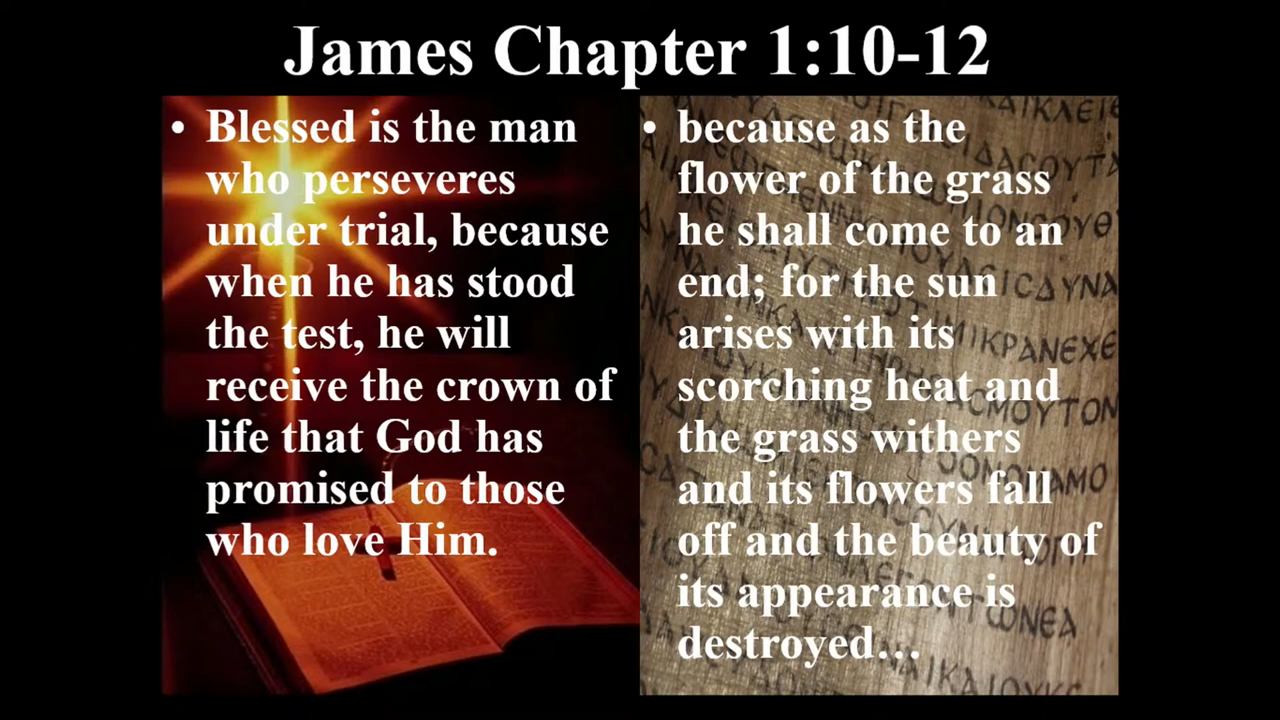 James Chapter 1:10-12
• Blessed is the man
who perseveres
under trial, because
when he has stood
the test, he will
receive the crown of
life that God has
promised to those
who love Him.
• because as the
flower of the grass
he shall come to an
end; for the sun
arises with its
scorching heat and
the grass withers
and its flowers fall
off and the beauty of
its appearance is
destroyed…